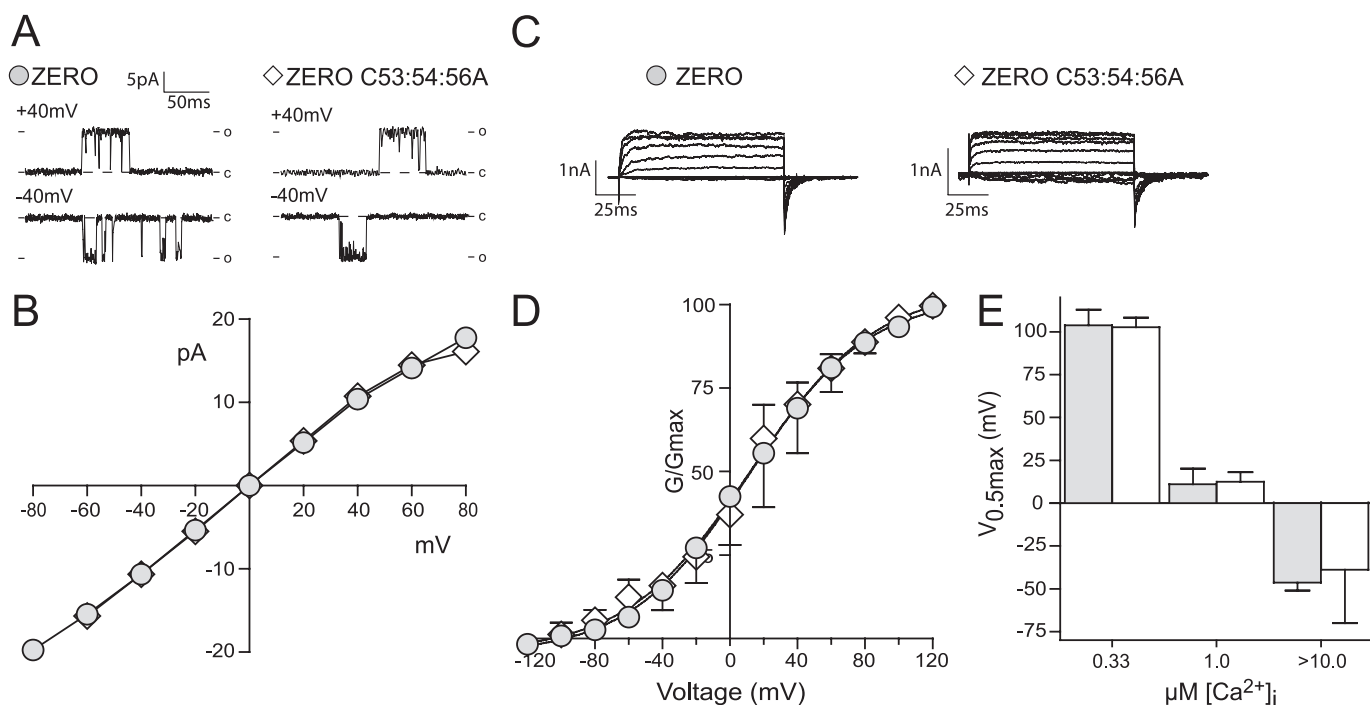 A
ZERO
5pA
50ms
ZERO C53:54:56A
+40mV
+40mV
o
o
c
c
-40mV
-40mV
c
c
o
o
C
ZERO
ZERO C53:54:56A
1nA
25ms
1nA
25ms
B
20
pA
10
-80 -60 -40 -20 20 40 60 80
mV
-10
-20
D
100
75
G/Gmax
50
-120 -80 -40 0 40 80 120
Voltage (mV)
E
100
75
50
25
0
-25
-50
-75
V0.5max (mV)
0.33 1.0 >10.0
µM [Ca2+]i